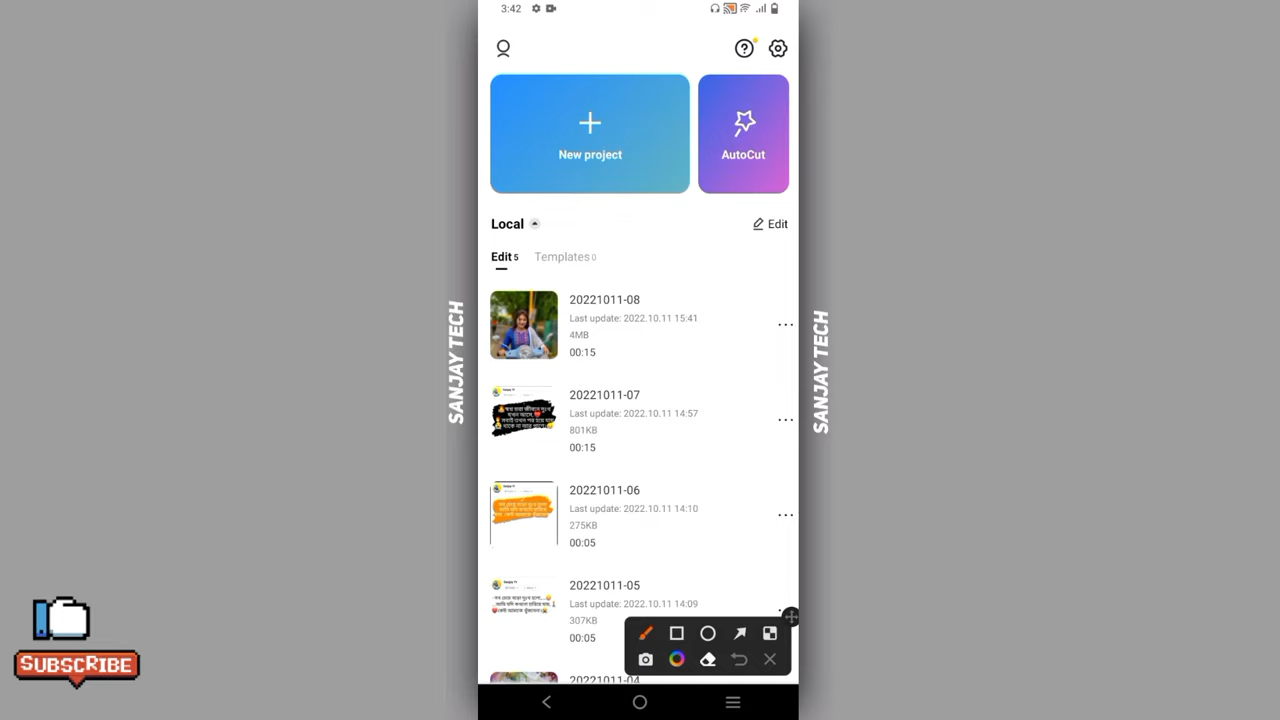 3:42
New project
AutoCut
Local
Edit
Edit 5
Templates 0
20221011-08
Last update: 2022.10.11 15:41
4MB
00:15
20221011-07
Last update: 2022.10.11 14:57
801KB
00:15
20221011-06
Last update: 2022.10.11 14:10
275KB
00:05
20221011-05
Last update: 2022.10.11 14:09
307KB
00:05
20221011-04
SANJAY TECH
SANJAY TECH
SUBSCRIBE